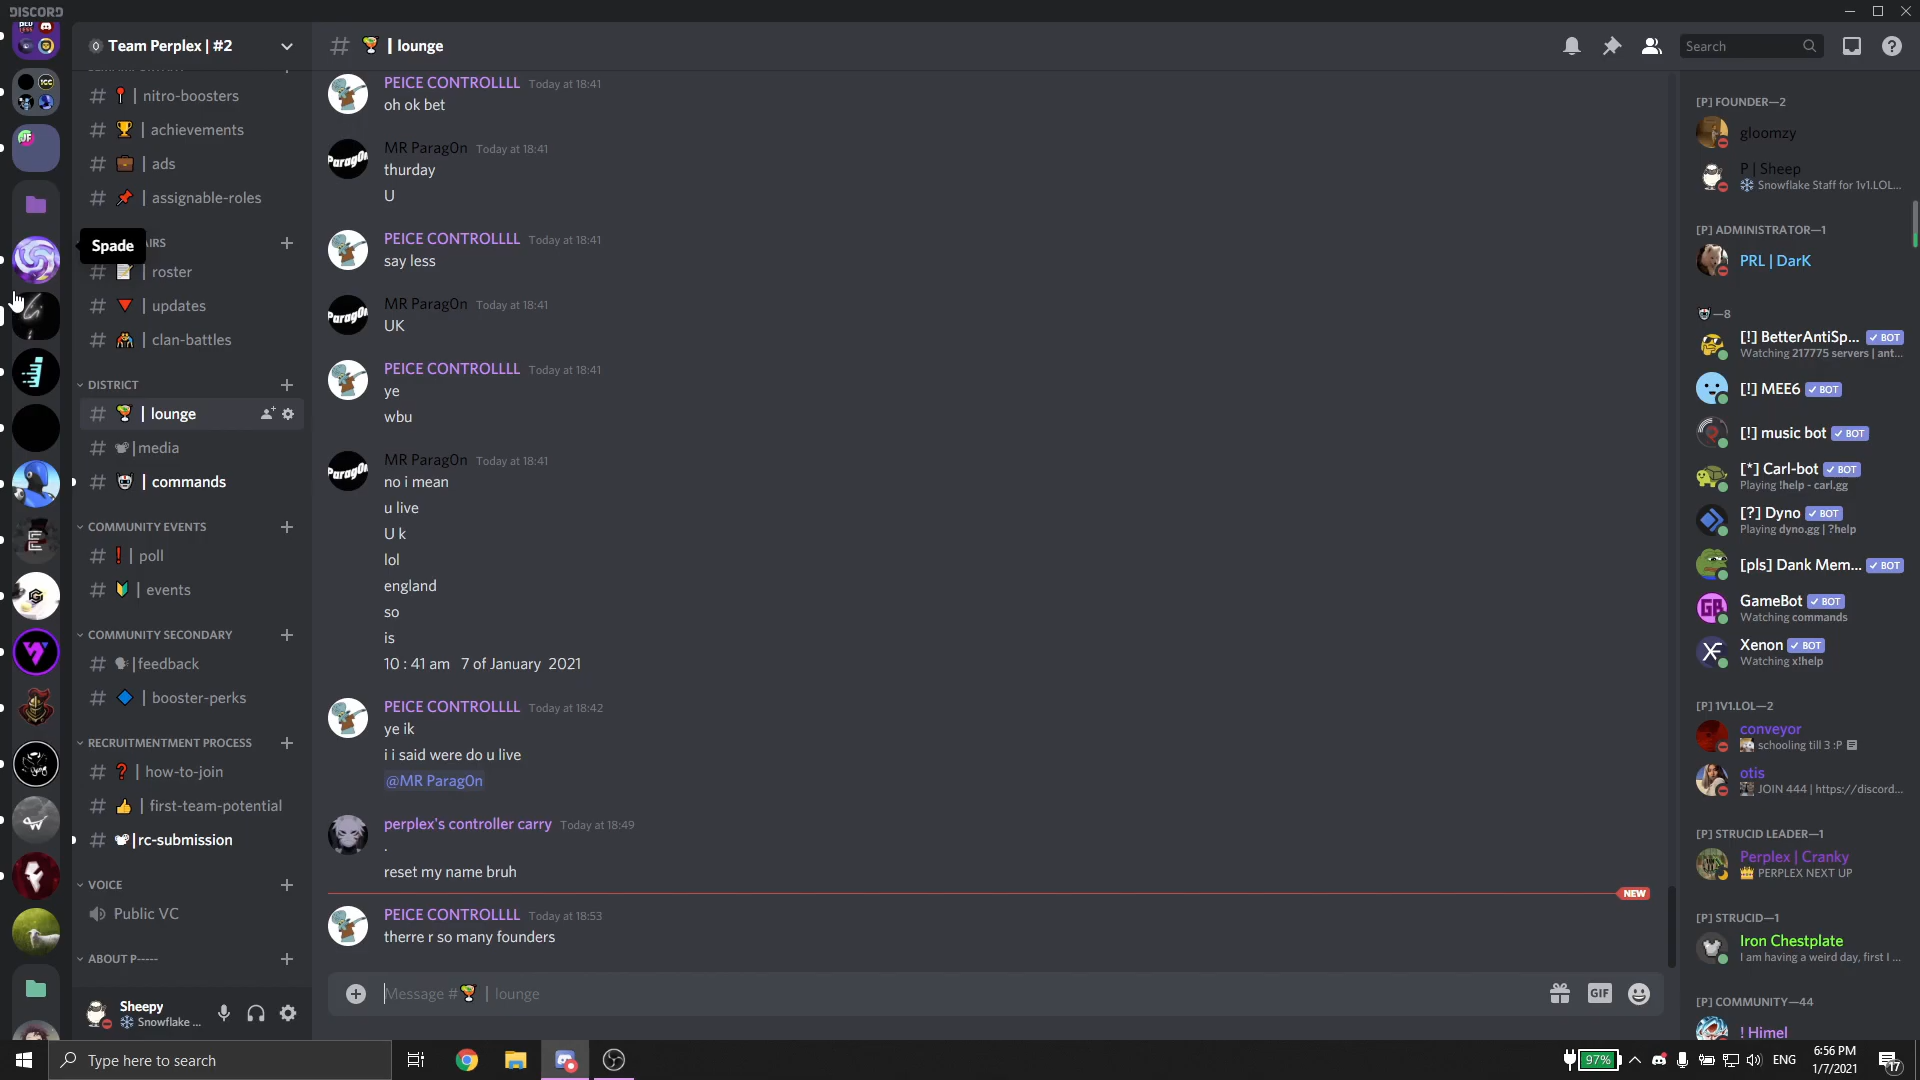 DISCORD
Team Perplex | #2
| nitro-boosters
| achievements
| ads
| assignable-roles
Spade
AIRS
| roster
| updates
| clan-battles
DISTRICT
| lounge
|media
| commands
COMMUNITY EVENTS
| poll
| events
COMMUNITY SECONDARY
|feedback
| booster-perks
RECRUITMENTMENT PROCESS
| how-to-join
| first-team-potential
|rc-submission
VOICE
Public VC
ABOUT P-----
Sheepy
Snowflake ...
# | lounge
Search
PEICE CONTROLLLL Today at 18:41
oh ok bet
MR Parag0n Today at 18:41
thurday
U
PEICE CONTROLLLL Today at 18:41
say less
MR Parag0n Today at 18:41
UK
PEICE CONTROLLLL Today at 18:41
ye
wbu
MR Parag0n Today at 18:41
no i mean
u live
U k
lol
england
so
is
10 : 41 am 7 of January 2021
PEICE CONTROLLLL Today at 18:42
ye ik
i i said were do u live
@MR Parag0n
perplex's controller carry Today at 18:49
.
reset my name bruh
NEW
PEICE CONTROLLLL Today at 18:53
therre r so many founders
Message # | lounge
GIF
[P] FOUNDER—2
gloomzy
P | Sheep
Snowflake Staff for 1v1.LOL...
[P] ADMINISTRATOR—1
PRL | DarK
—8
[!] BetterAntiSp... BOT
Watching 217775 servers | ant...
[!] MEE6 BOT
[!] music bot BOT
[*] Carl-bot BOT
Playing !help - carl.gg
[?] Dyno BOT
Playing dyno.gg | ?help
[pls] Dank Mem... BOT
GameBot BOT
Watching commands
Xenon BOT
Watching x!help
[P] 1V1.LOL—2
conveyor
schooling till 3 :P
otis
JOIN 444 | https://discord...
[P] STRUCID LEADER—1
Perplex | Cranky
PERPLEX NEXT UP
[P] STRUCID—1
Iron Chestplate
I am having a weird day, first I ...
[P] COMMUNITY—44
! Himel
Type here to search
97%
ENG
6:56 PM
1/7/2021
17